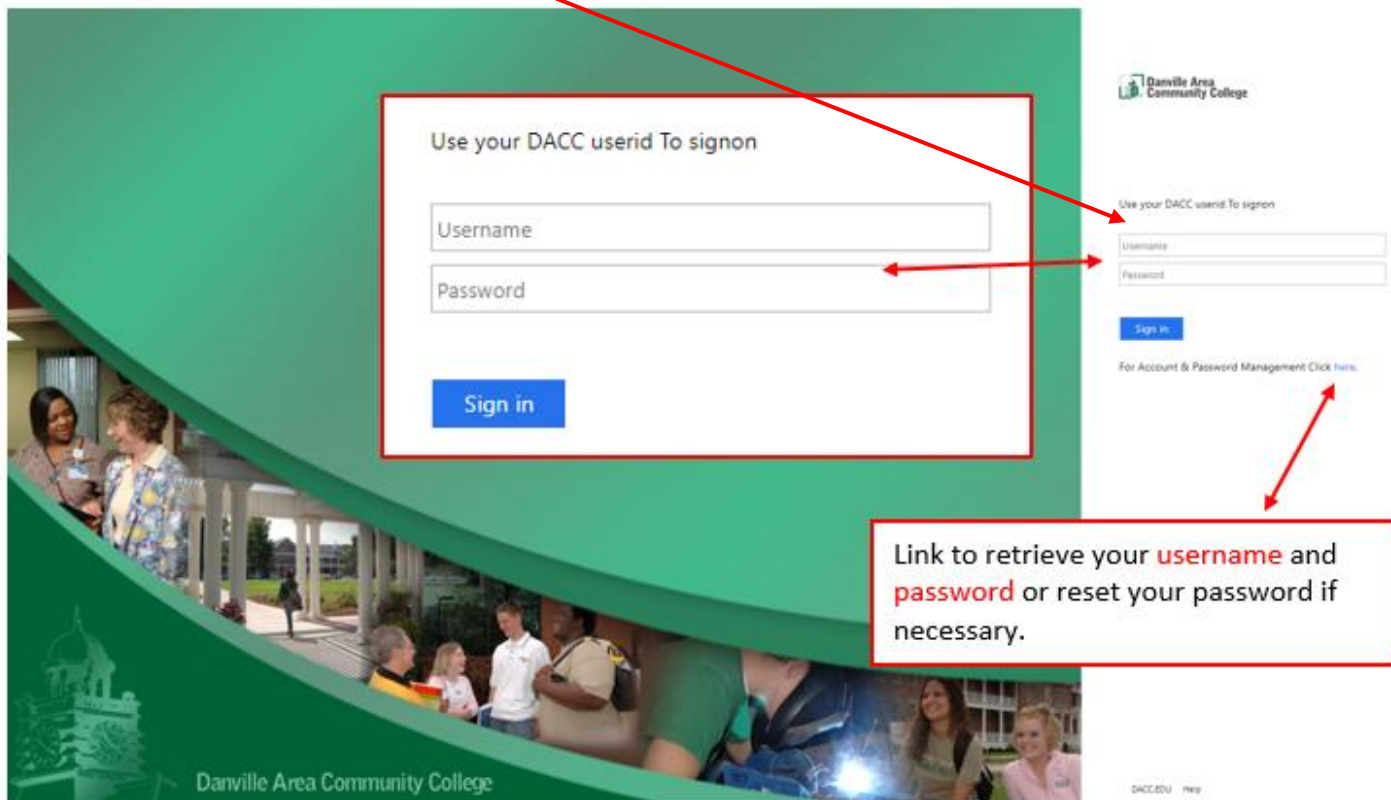 Use your DACC userid To signon
Username
Password
Sign in
Danville Area Community College
Danville Area
Community College
Use your DACC userid To signon
Username
Password
Sign in
For Account & Password Management Click here.
Link to retrieve your username and
password or reset your password if
necessary.
DACC.EDU Help